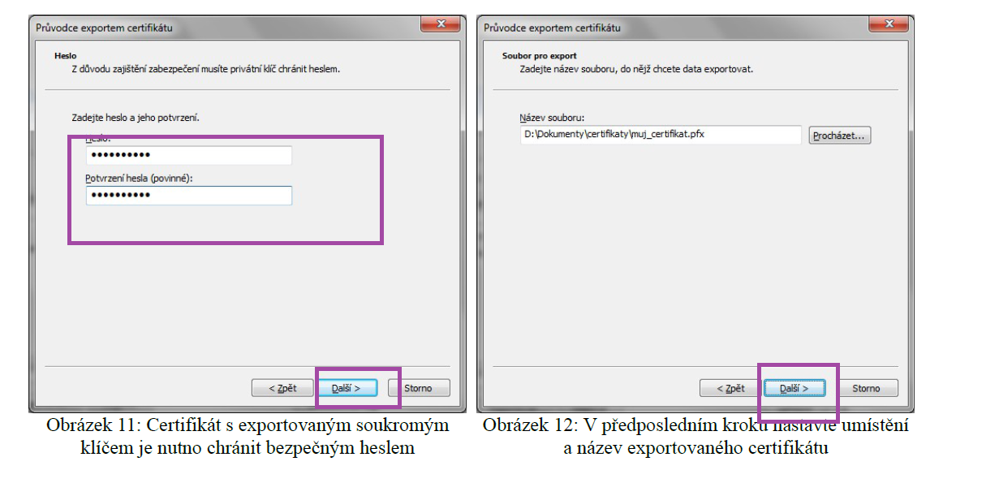 Průvodce exportem certifikátu
Heslo
Z důvodu zajištění zabezpečení musíte privátní klíč chránit heslem.
Zadejte heslo a jeho potvrzení.
Heslo:
••••••••••
Potvrzení hesla (povinné):
••••••••••
< Zpět
Další >
Storno
Obrázek 11: Certifikát s exportovaným soukromým
klíčem je nutno chránit bezpečným heslem
Průvodce exportem certifikátu
Soubor pro export
Zadejte název souboru, do nějž chcete data exportovat.
Název souboru:
D:\Dokumenty\certifikaty\muj_certifikat.pfx
Procházet...
< Zpět
Další >
Storno
Obrázek 12: V předposledním kroku nastavte umístění
a název exportovaného certifikátu